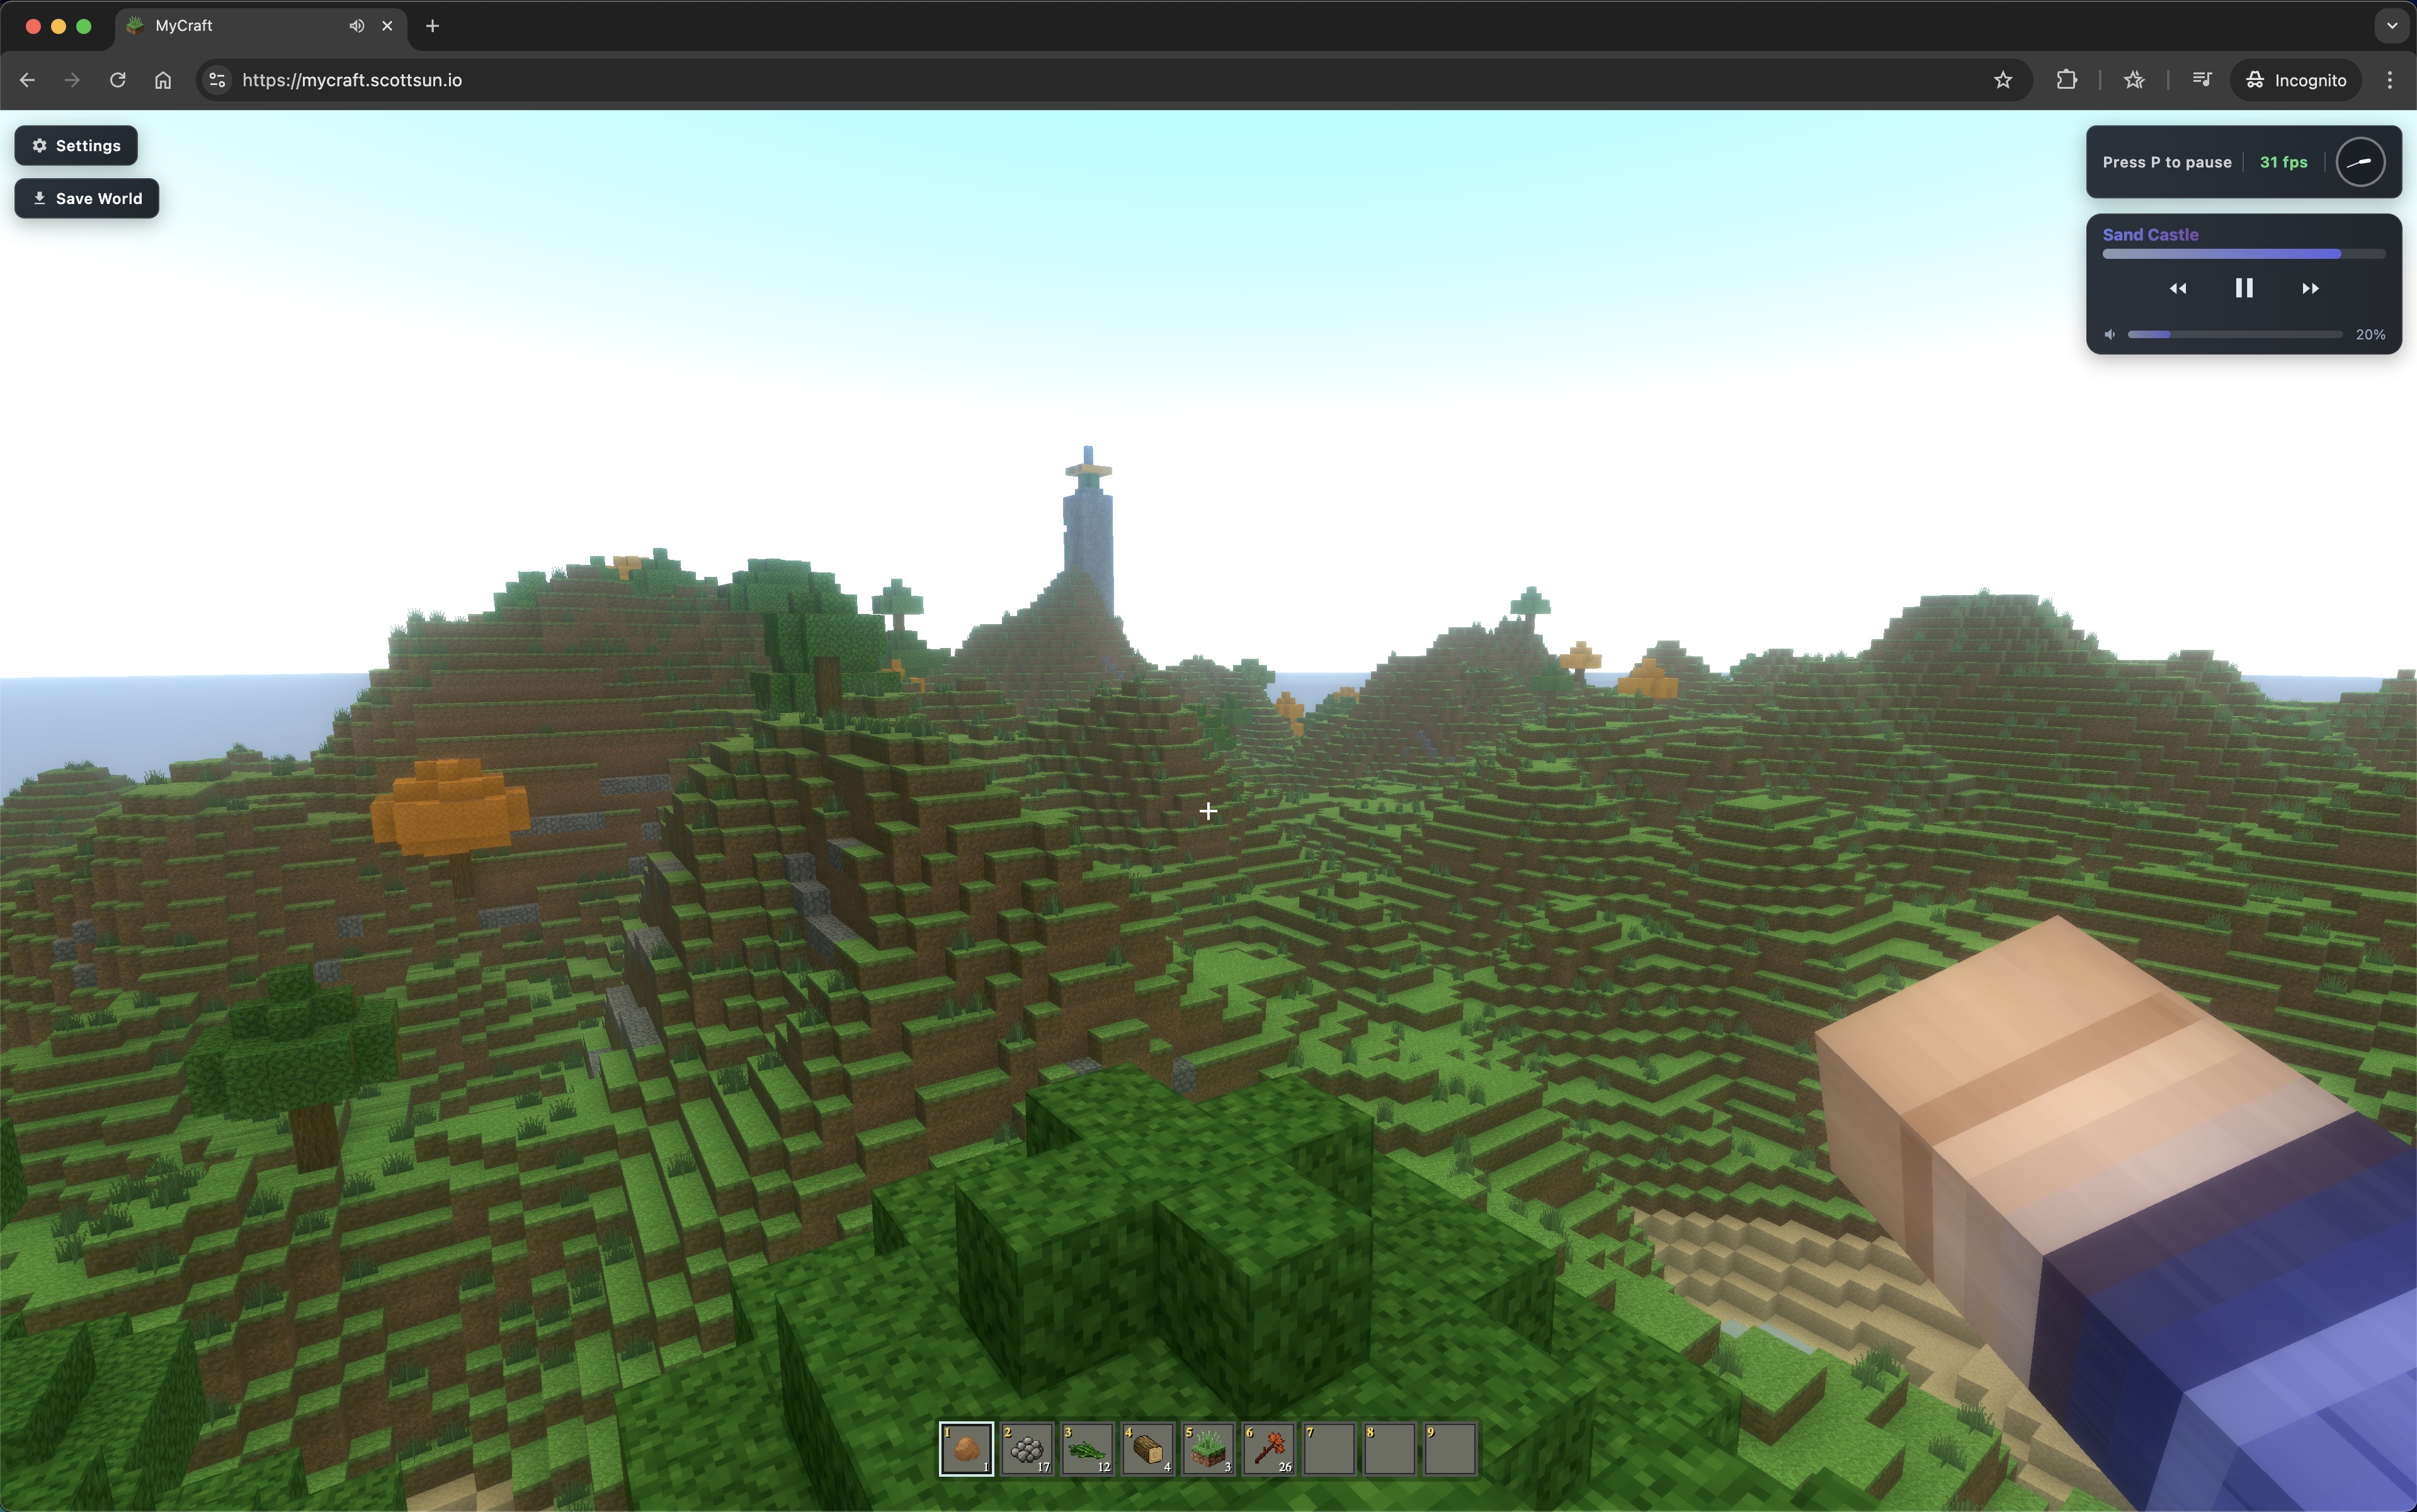 MyCraft
https://mycraft.scottsun.io
Incognito
Settings
Save World
Press P to pause
31 fps
Sand Castle
20%
1 2 3 4 5 6 7 8 9
1 17 12 4 3 26